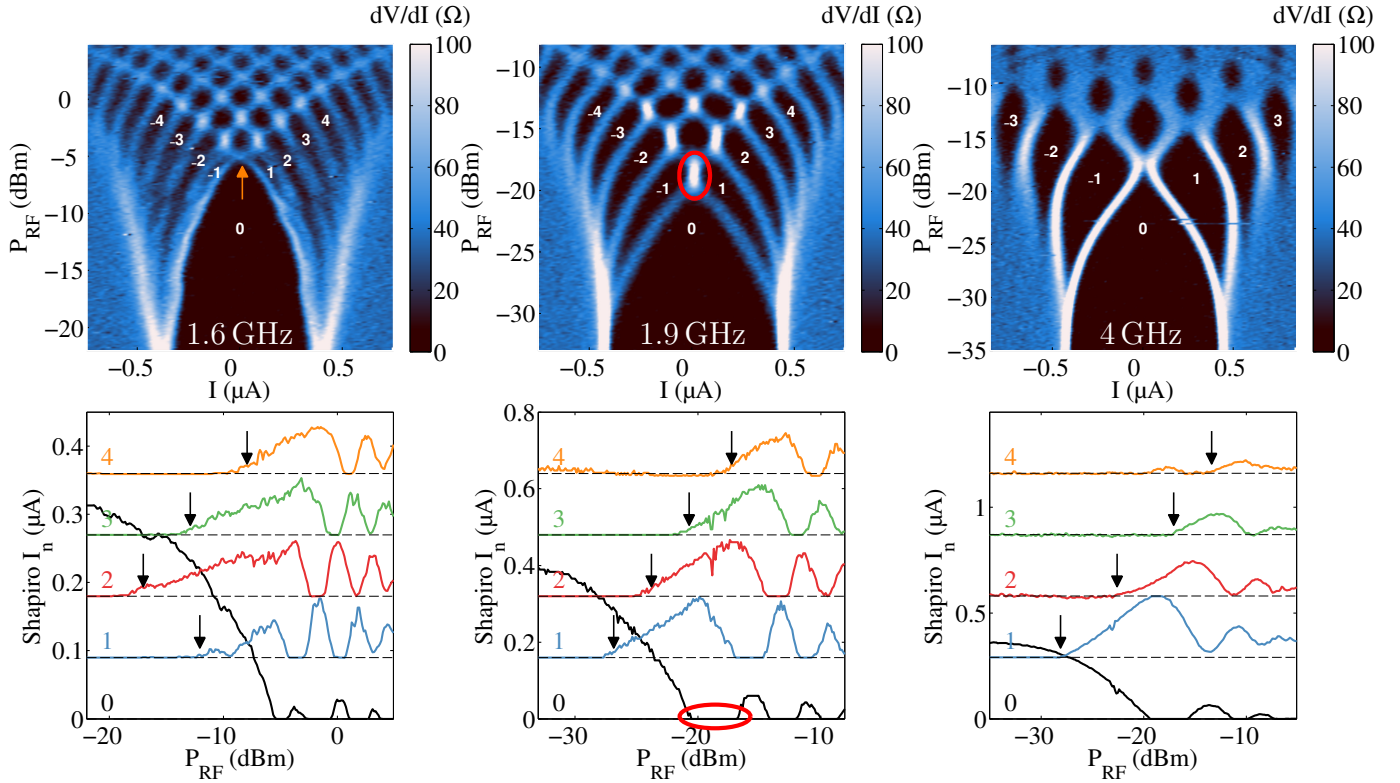 dV/dI (Ω) dV/dI (Ω) dV/dI (Ω)
100 100 100
80 80 80
60 60 60
40 40 40
20 20 20
0 0 0
P_RF (dBm) P_RF (dBm) P_RF (dBm)
0 −5 −10 −15 −20
−10 −15 −20 −25 −30
−10 −15 −20 −25 −30 −35
-4 -3 -2 -1 0 1 2 3 4
-4 -3 -2 -1 0 1 2 3 4
-3 -2 -1 0 1 2 3
1.6 GHz 1.9 GHz 4 GHz
−0.5 0 0.5 −0.5 0 0.5 −0.5 0 0.5
I (µA) I (µA) I (µA)
Shapiro I_n (µA) Shapiro I_n (µA) Shapiro I_n (µA)
0.4 0.3 0.2 0.1 0
0.8 0.6 0.4 0.2 0
1 0.5 0
4 4 4
3 3 3
2 2 2
1 1 1
0 0 0
−20 −10 0 −30 −20 −10 −30 −20 −10
P_RF (dBm) P_RF (dBm) P_RF (dBm)